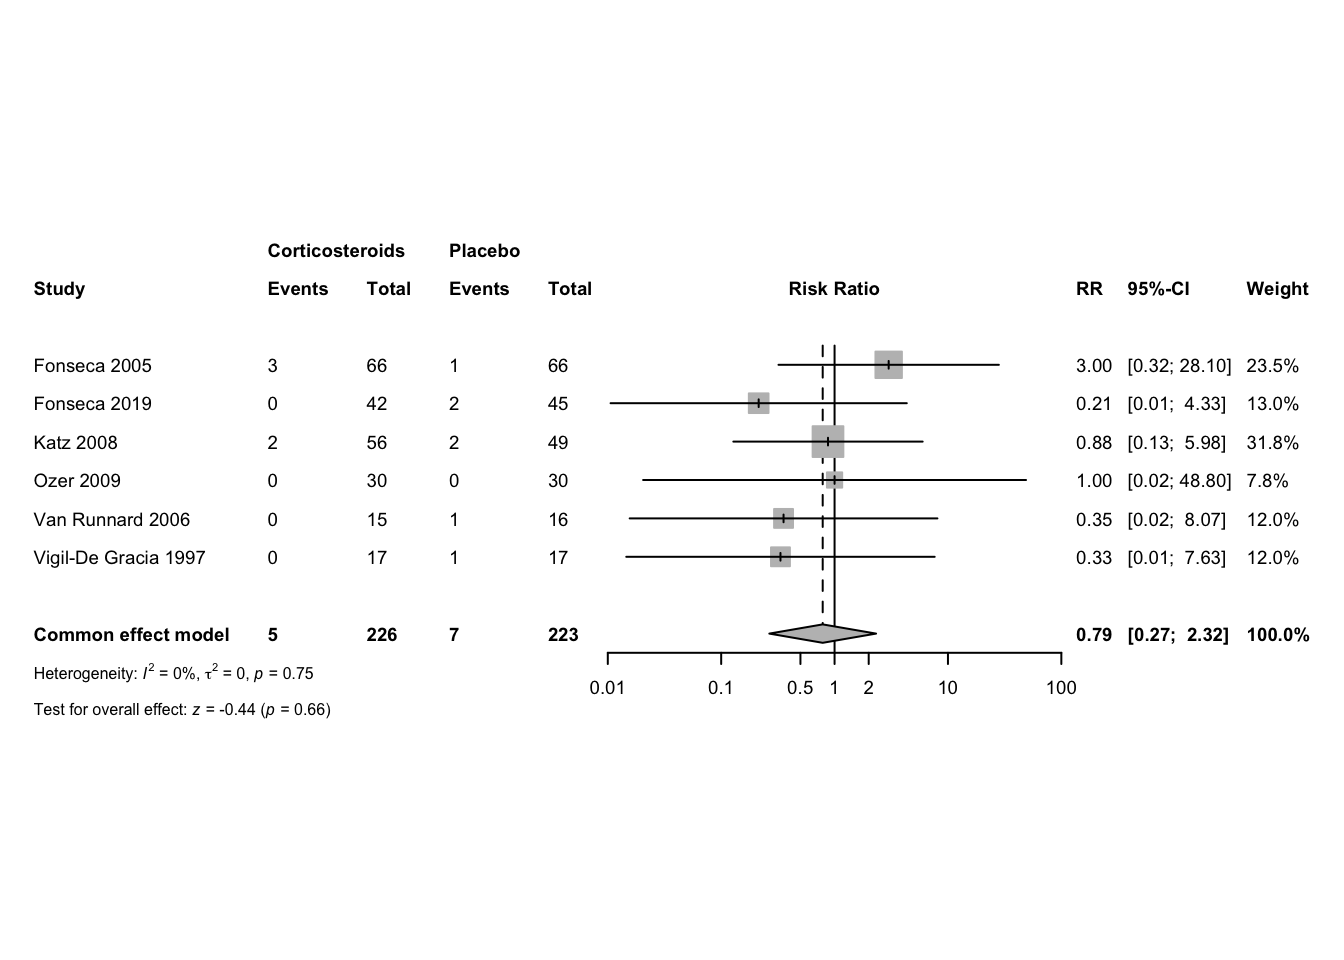 Corticosteroids Placebo
Study Events Total Events Total Risk Ratio RR 95%-CI Weight
Fonseca 2005 3 66 1 66 3.00 [0.32; 28.10] 23.5%
Fonseca 2019 0 42 2 45 0.21 [0.01; 4.33] 13.0%
Katz 2008 2 56 2 49 0.88 [0.13; 5.98] 31.8%
Ozer 2009 0 30 0 30 1.00 [0.02; 48.80] 7.8%
Van Runnard 2006 0 15 1 16 0.35 [0.02; 8.07] 12.0%
Vigil-De Gracia 1997 0 17 1 17 0.33 [0.01; 7.63] 12.0%
Common effect model 5 226 7 223 0.79 [0.27; 2.32] 100.0%
Heterogeneity: I² = 0%, τ² = 0, p = 0.75
0.01 0.1 0.5 1 2 10 100
Test for overall effect: z = -0.44 (p = 0.66)